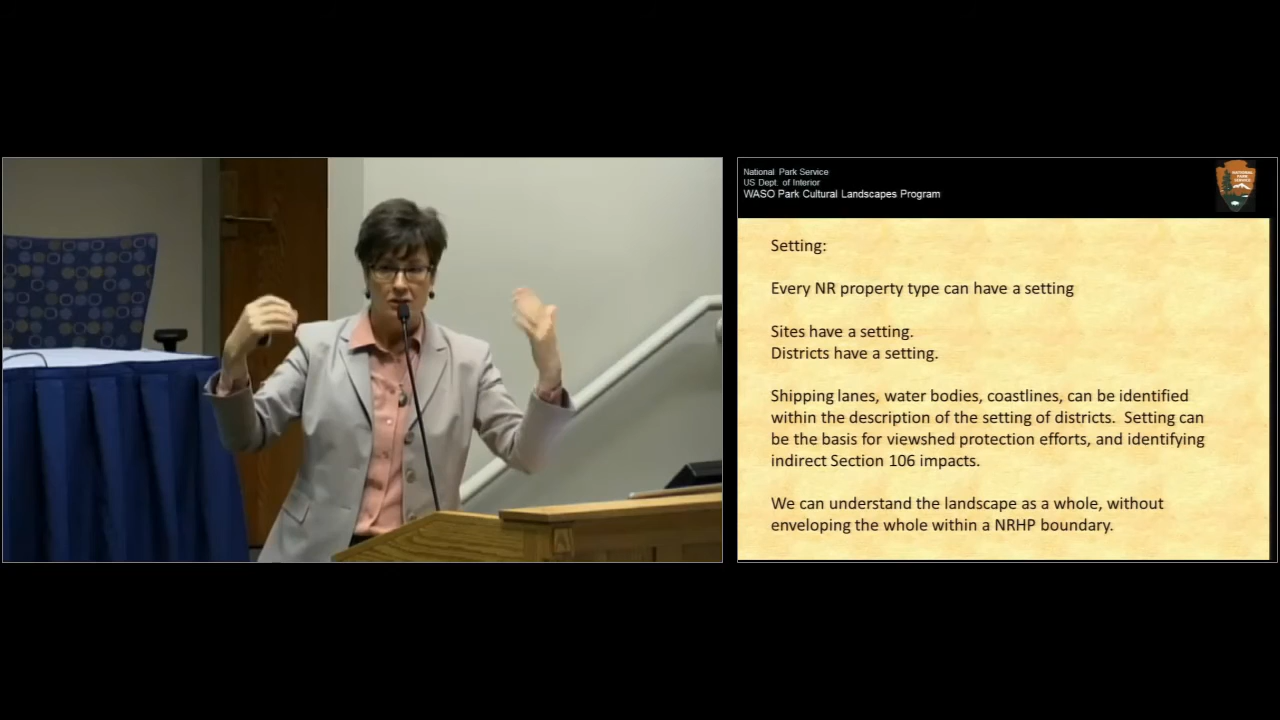 National Park Service
US Dept. of Interior
WASO Park Cultural Landscapes Program
NATIONAL
PARK
SERVICE
Setting:
Every NR property type can have a setting
Sites have a setting.
Districts have a setting.
Shipping lanes, water bodies, coastlines, can be identified
within the description of the setting of districts.  Setting can
be the basis for viewshed protection efforts, and identifying
indirect Section 106 impacts.
We can understand the landscape as a whole, without
enveloping the whole within a NRHP boundary.